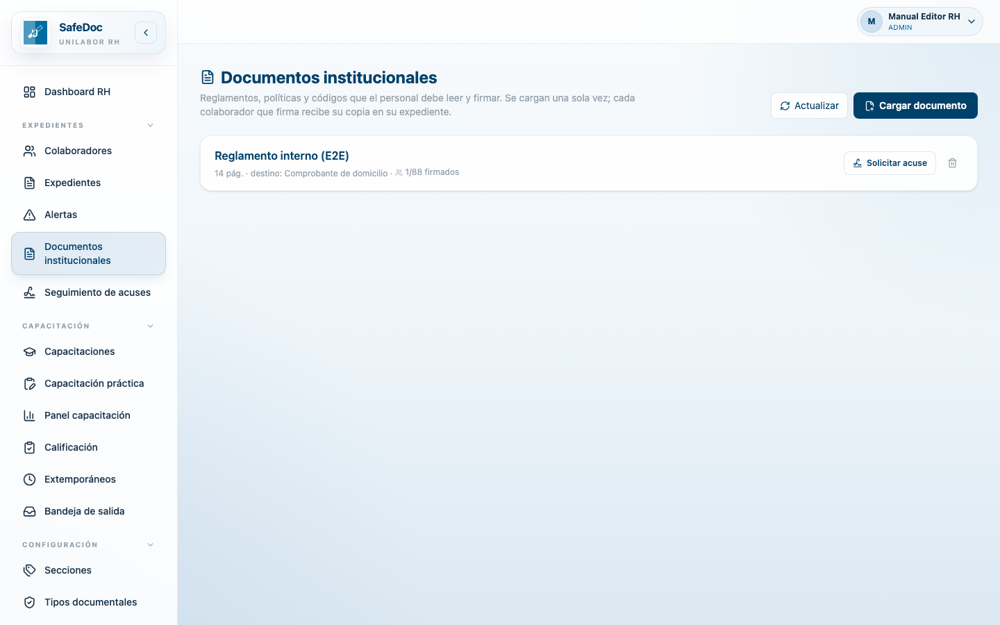 SafeDoc
UNILABOR RH
Manual Editor RH
M
ADMIN
Dashboard RH
EXPEDIENTES
Colaboradores
Expedientes
Alertas
Documentos
institucionales
Seguimiento de acuses
CAPACITACIÓN
Capacitaciones
Capacitación práctica
Panel capacitación
Calificación
Extemporáneos
Bandeja de salida
CONFIGURACIÓN
Secciones
Tipos documentales
Documentos institucionales
Reglamentos, políticas y códigos que el personal debe leer y firmar. Se cargan una sola vez; cada
colaborador que firma recibe su copia en su expediente.
Actualizar
Cargar documento
Reglamento interno (E2E)
14 pág. · destino: Comprobante de domicilio · 1/88 firmados
Solicitar acuse